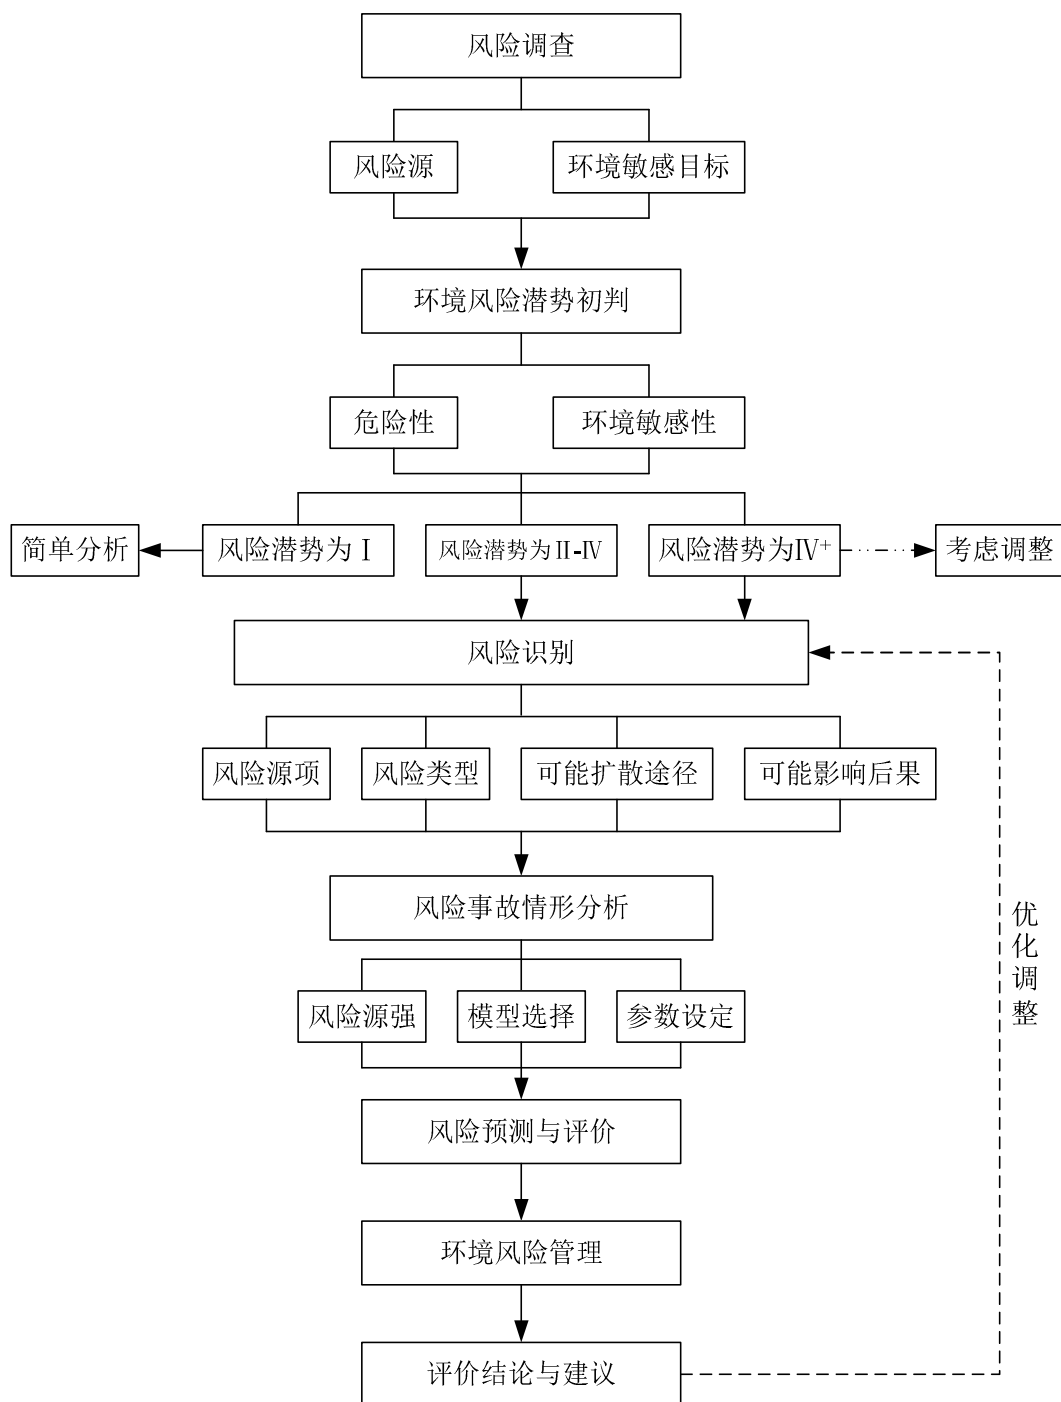 风险调查
风险源
环境敏感目标
环境风险潜势初判
危险性
环境敏感性
简单分析
风险潜势为Ⅰ
风险潜势为Ⅱ-Ⅳ
风险潜势为Ⅳ+
考虑调整
风险识别
风险源项
风险类型
可能扩散途径
可能影响后果
风险事故情形分析
优化调整
风险源强
模型选择
参数设定
风险预测与评价
环境风险管理
评价结论与建议